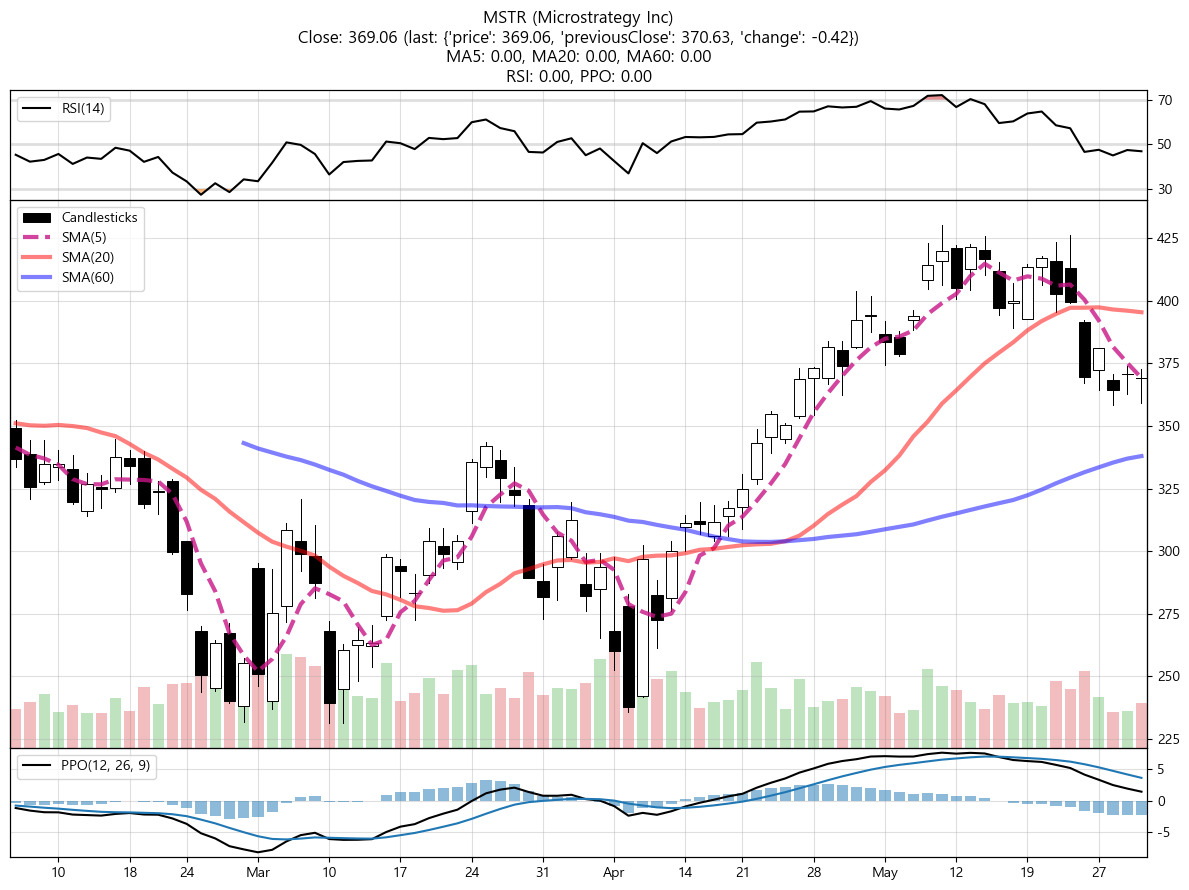 MSTR (Microstrategy Inc)
Close: 369.06 (last: {'price': 369.06, 'previousClose': 370.63, 'change': -0.42})
MA5: 0.00, MA20: 0.00, MA60: 0.00
RSI: 0.00, PPO: 0.00
RSI(14)
70
50
30
Candlesticks
SMA(5)
SMA(20)
SMA(60)
425
400
375
350
325
300
275
250
225
PPO(12, 26, 9)
5
0
-5
10 18 24 Mar 10 17 24 31 Apr 14 21 28 May 12 19 27